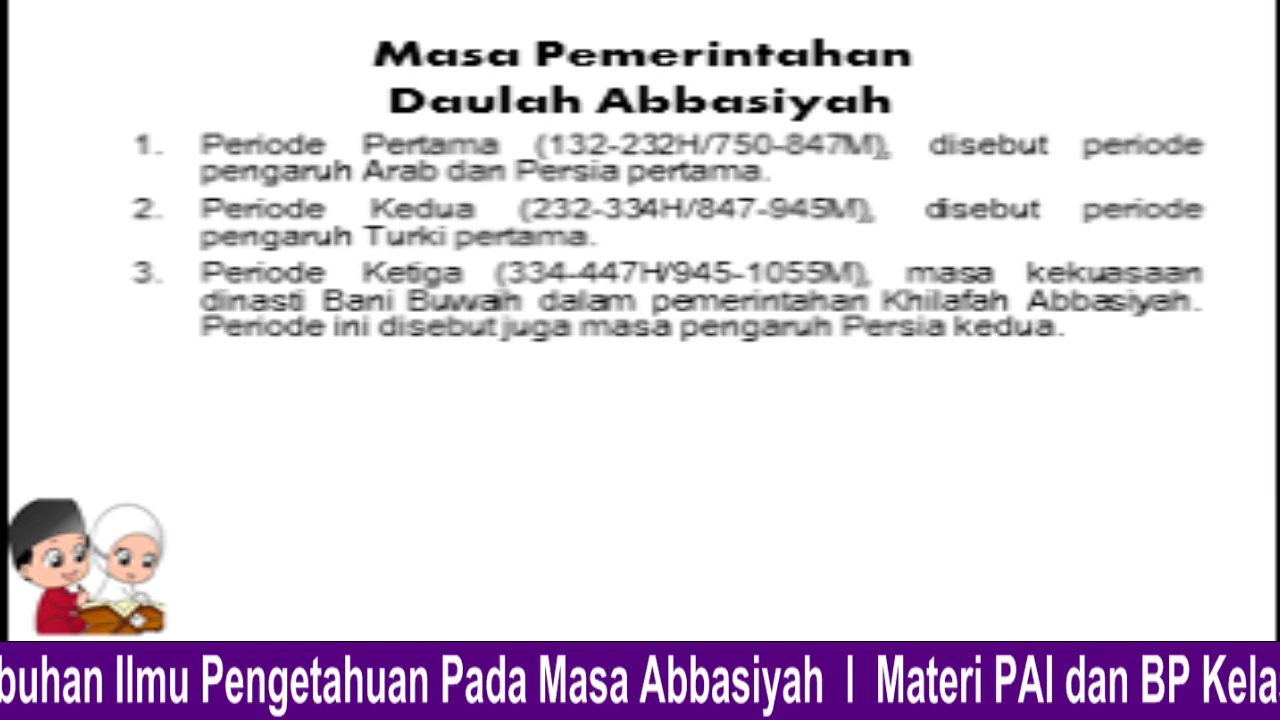 Masa Pemerintahan
Daulah Abbasiyah
1. Periode Pertama (132-232H/750-847M), disebut periode
pengaruh Arab dan Persia pertama.
2. Periode Kedua (232-334H/847-945M), disebut periode
pengaruh Turki pertama.
3. Periode Ketiga (334-447H/945-1055M), masa kekuasaan
dinasti Bani Buwaih dalam pemerintahan Khilafah Abbasiyah.
Periode ini disebut juga masa pengaruh Persia kedua.
buhan Ilmu Pengetahuan Pada Masa Abbasiyah I Materi PAI dan BP Kela